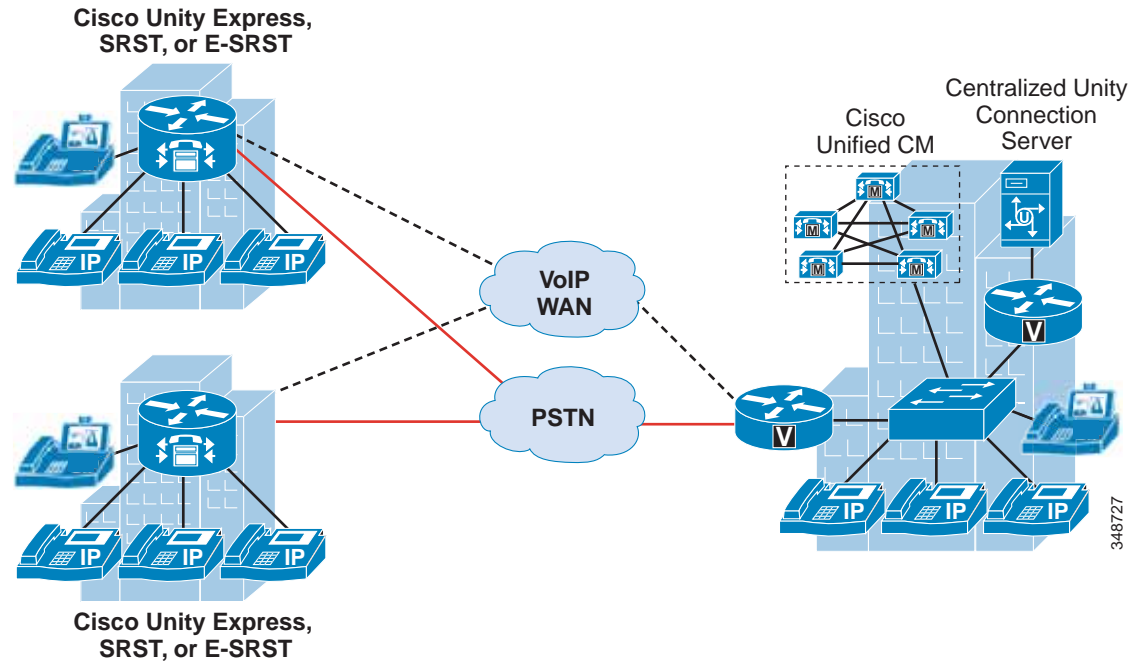 Cisco Unity Express,
SRST, or E-SRST
Centralized Unity
Connection
Server
Cisco
Unified CM
M
M
M
M
M
U
IP
IP
IP
VoIP
WAN
V
PSTN
V
IP
IP
IP
IP
IP
IP
348727
Cisco Unity Express,
SRST, or E-SRST